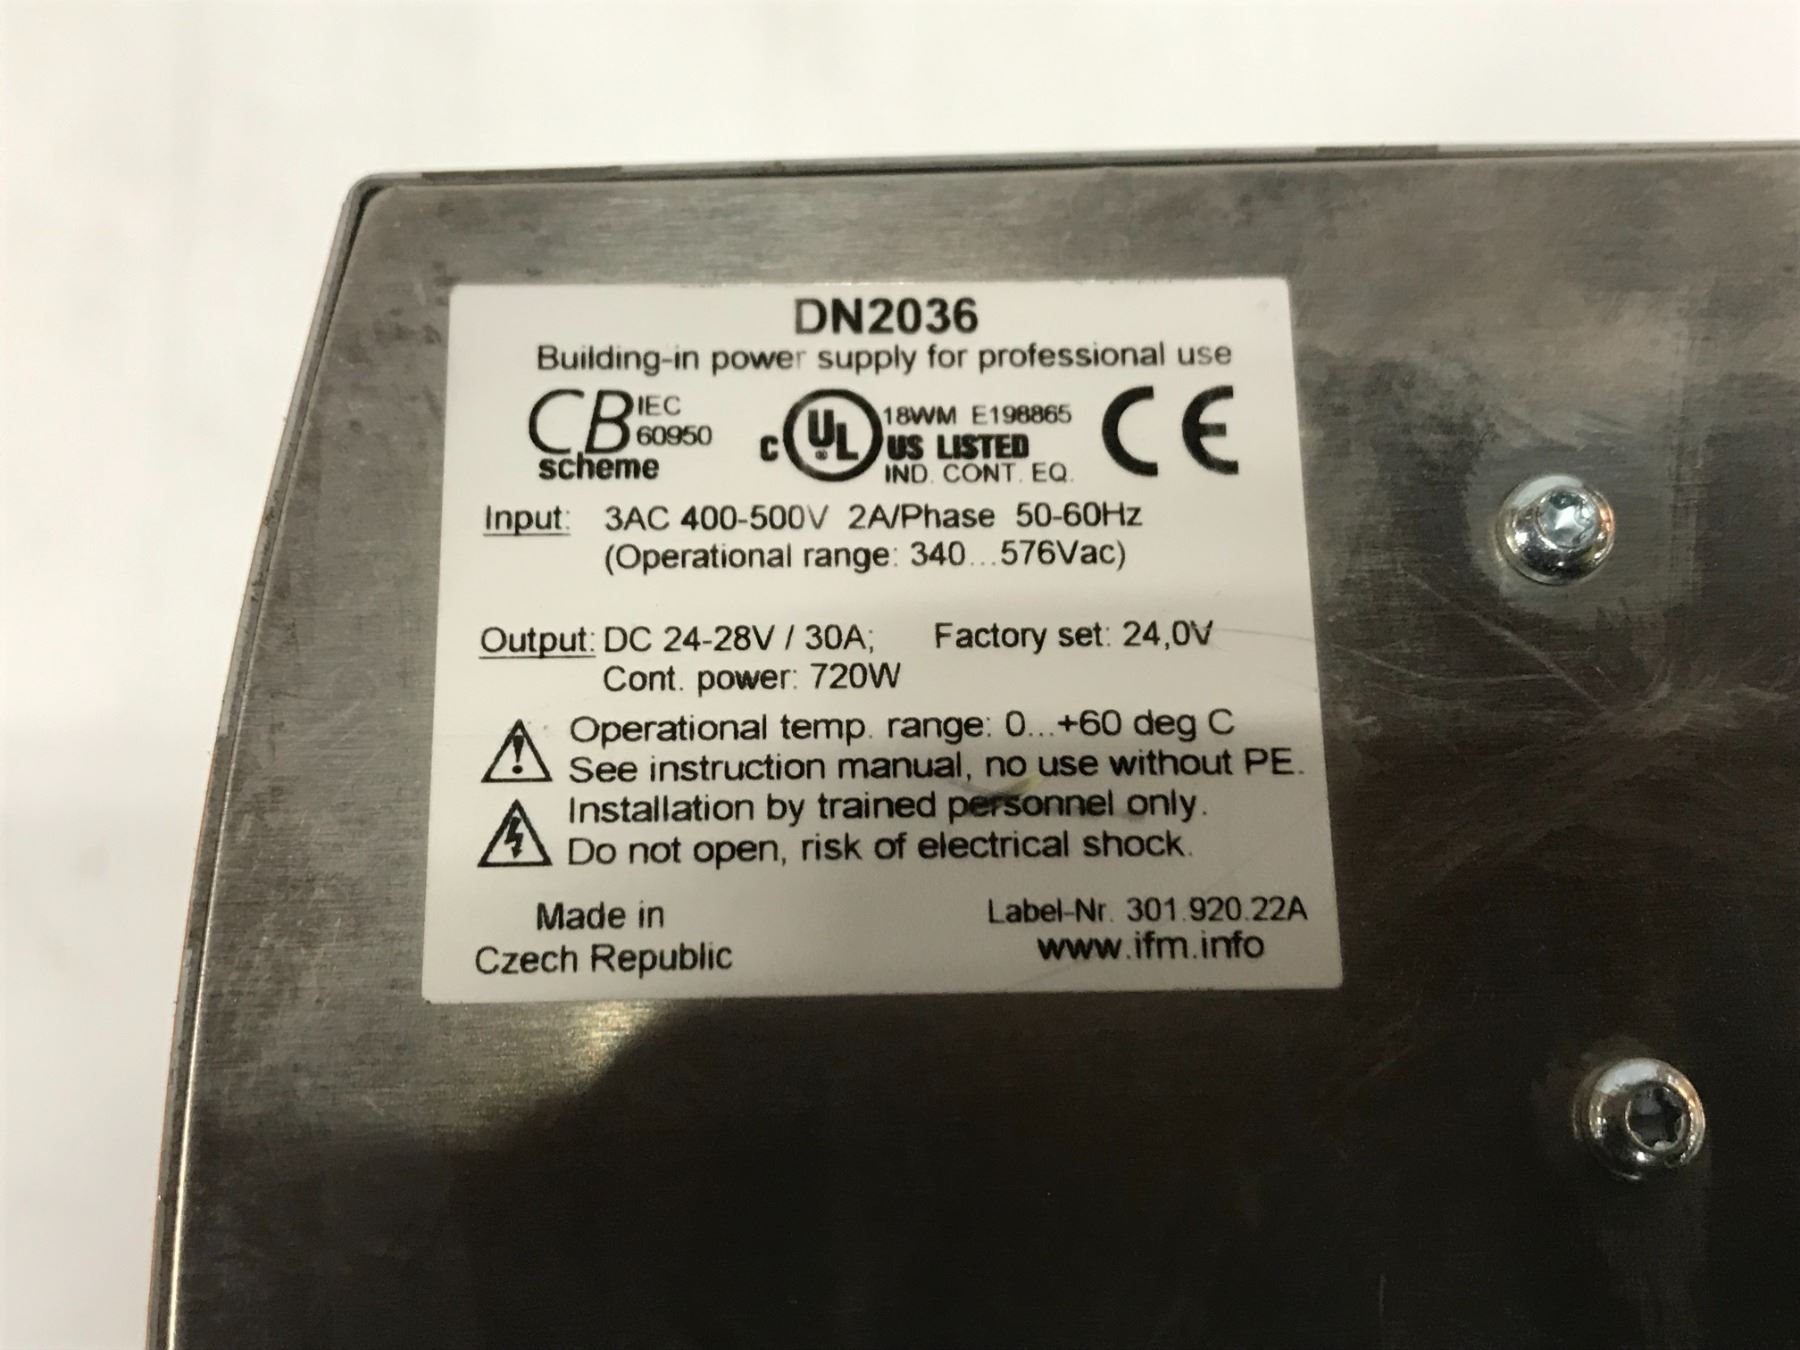 DN2036
Building-in power supply for professional use
CB IEC 60950 scheme
c UL® US LISTED 18WM E198865 IND. CONT. EQ. CE
Input: 3AC 400-500V 2A/Phase 50-60Hz
(Operational range: 340...576Vac)
Output: DC 24-28V / 30A; Factory set: 24,0V
Cont. power: 720W
Operational temp. range: 0...+60 deg C
See instruction manual, no use without PE.
Installation by trained personnel only.
Do not open, risk of electrical shock.
Made in
Czech Republic
Label-Nr. 301.920.22A
www.ifm.info